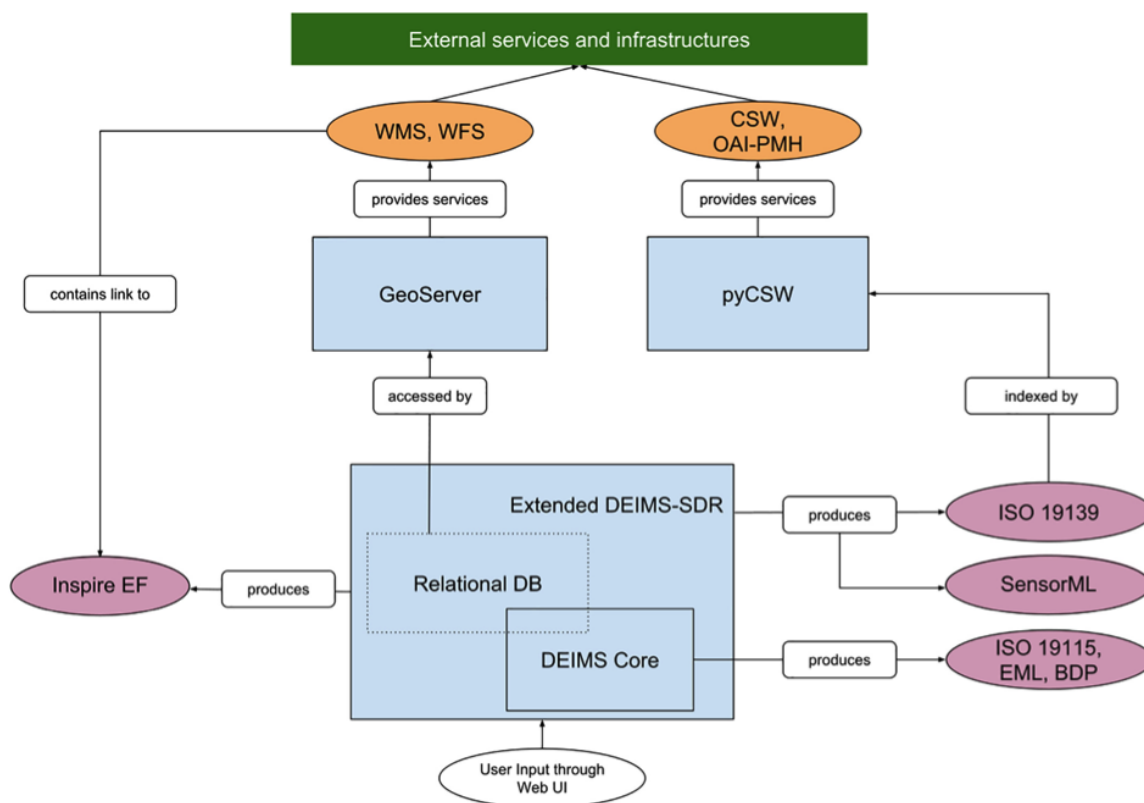 External services and infrastructures
WMS, WFS
CSW,
OAI-PMH
provides services
provides services
contains link to
GeoServer
pyCSW
accessed by
indexed by
Extended DEIMS-SDR
produces
ISO 19139
Inspire EF
produces
Relational DB
SensorML
DEIMS Core
produces
ISO 19115,
EML, BDP
User Input through
Web UI